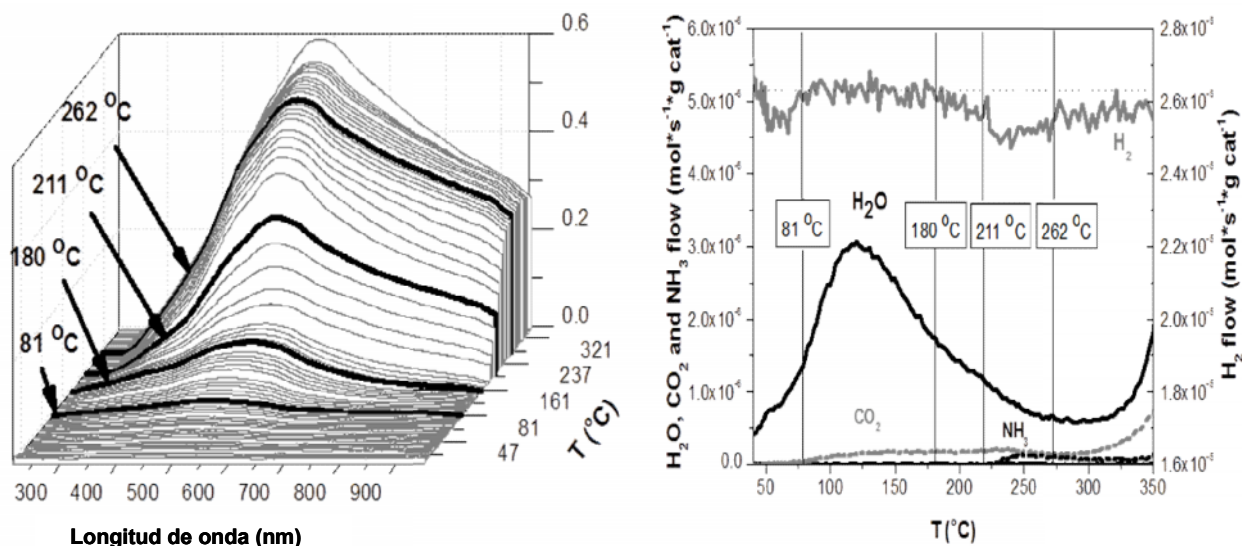 0.6
0.4
0.2
0.0
262 °C
211 °C
180 °C
81 °C
321
237
161
81
47
T (°C)
300 400 500 600 700 800 900
Longitud de onda (nm)
H2O, CO2 and NH3 flow (mol*s-1*g cat-1)
6.0x10-6
5.0x10-6
4.0x10-6
3.0x10-6
2.0x10-6
1.0x10-6
0.0
H2
H2O
81 °C
180 °C
211 °C
262 °C
CO2
NH3
2.8x10-5
2.6x10-5
2.4x10-5
2.2x10-5
2.0x10-5
1.8x10-5
1.6x10-5
H2 flow (mol*s-1*g cat-1)
50 100 150 200 250 300 350
T (°C)